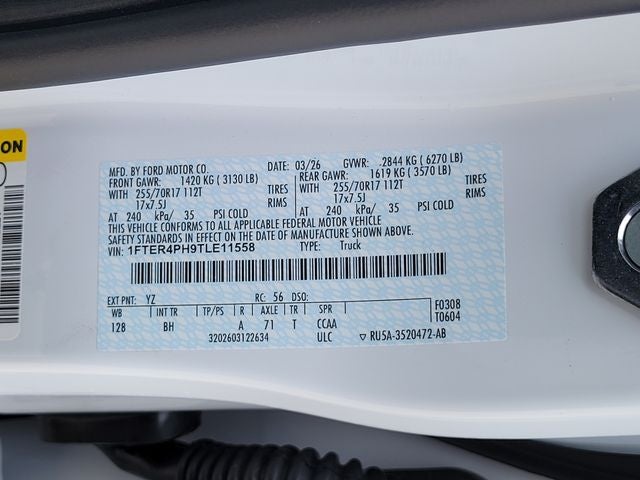 ION
MFD. BY FORD MOTOR CO. 03/26 GVWR: .2844 KG ( 6270 LB)
FRONT GAWR: 1420 KG ( 3130 LB) REAR GAWR: 1619 KG ( 3570 LB)
WITH 255/70R17 112T TIRES WITH 255/70R17 112T TIRES
17x7.5J RIMS 17x7.5J RIMS
AT 240 kPa/ 35 PSI COLD AT 240 kPa/ 35 PSI COLD
THIS VEHICLE CONFORMS TO ALL APPLICABLE FEDERAL MOTOR VEHICLE
SAFETY STANDARDS IN EFFECT ON THE DATE OF MANUFACTURE SHOWN ABOVE.
VIN: 1FTER4PH9TLE11558 TYPE: Truck
EXT PNT: YZ RC: 56 DSO: F0308
WB INT TR TP/PS R AXLE TR SPR T0604
128 BH A 71 T CCAA
3202603122634 ULC ▽ RU5A-3520472-AB